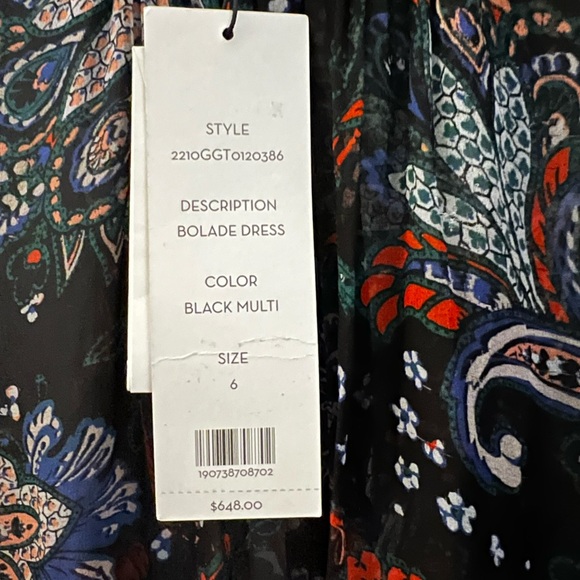 STYLE
2210GGT0120386
DESCRIPTION
BOLADE DRESS
COLOR
BLACK MULTI
SIZE
6
190738708702
$648.00